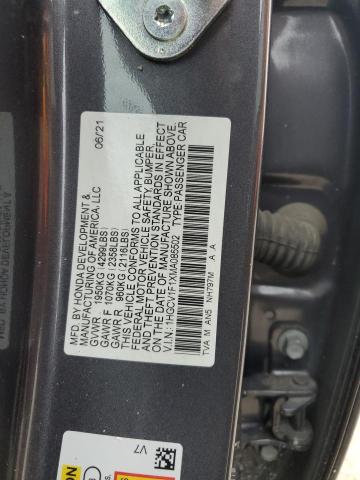 MFD. BY HONDA DEVELOPMENT & 06/21
MANUFACTURING OF AMERICA, LLC
GVWR 1950KG (4299LBS)
GAWR F 1070KG (2359LBS)
GAWR R 960KG (2116LBS)
THIS VEHICLE CONFORMS TO ALL APPLICABLE
FEDERAL MOTOR VEHICLE SAFETY, BUMPER,
AND THEFT PREVENTION STANDARDS IN EFFECT
ON THE DATE OF MANUFACTURE SHOWN ABOVE.
V.I.N.: 1HGCV1F1XMA085502 TYPE:PASSENGER CAR
TVA M AN5 NH797M A A
V7